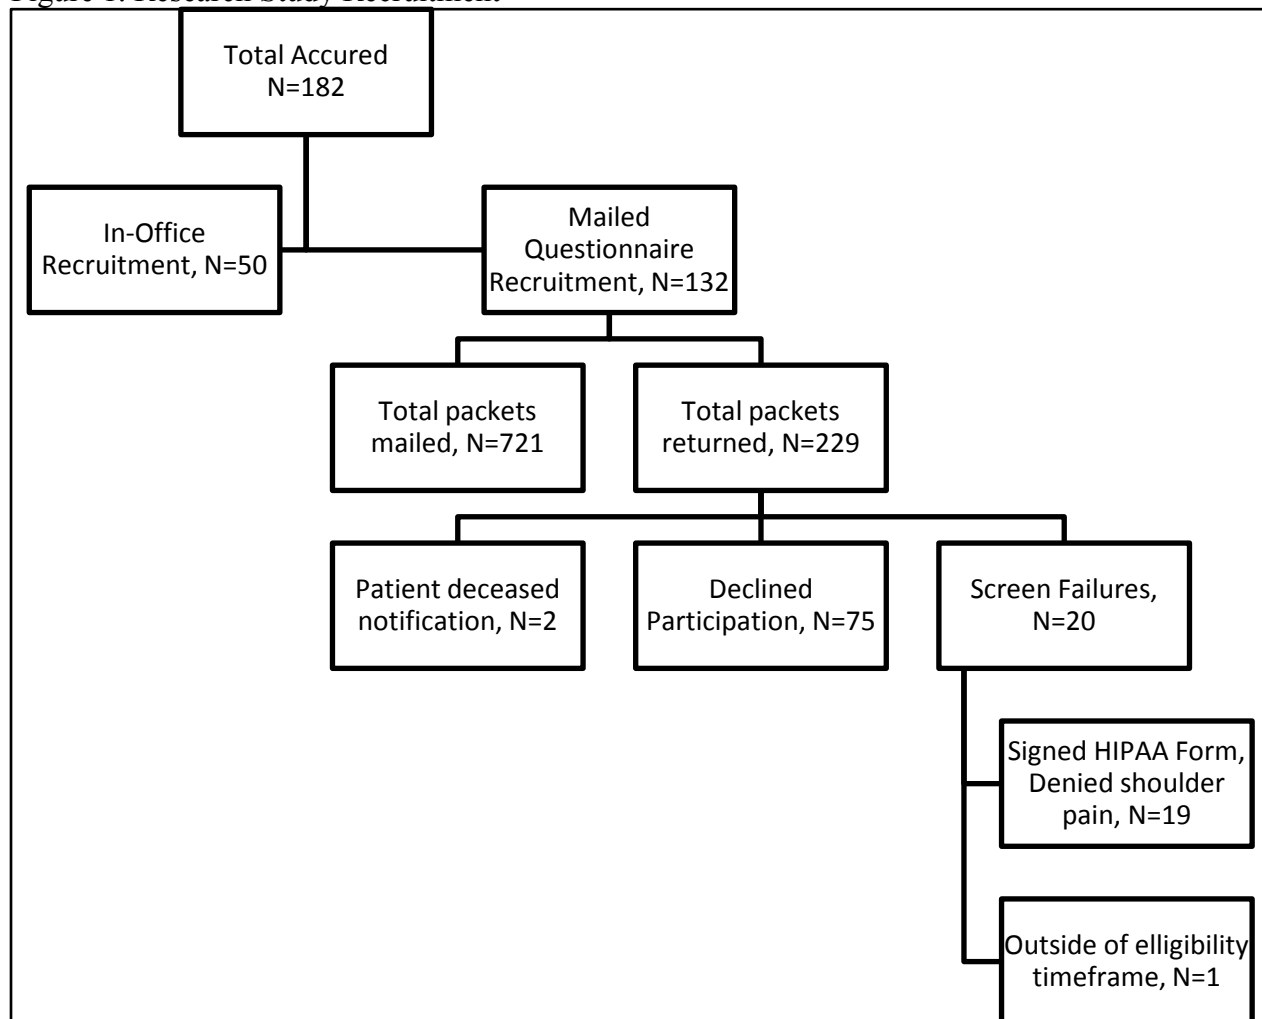 Figure 1. Research Study Recruitment
Total Accured
N=182
In-Office
Recruitment, N=50
Mailed
Questionnaire
Recruitment, N=132
Total packets
mailed, N=721
Total packets
returned, N=229
Patient deceased
notification, N=2
Declined
Participation, N=75
Screen Failures,
N=20
Signed HIPAA Form,
Denied shoulder
pain, N=19
Outside of elligibility
timeframe, N=1